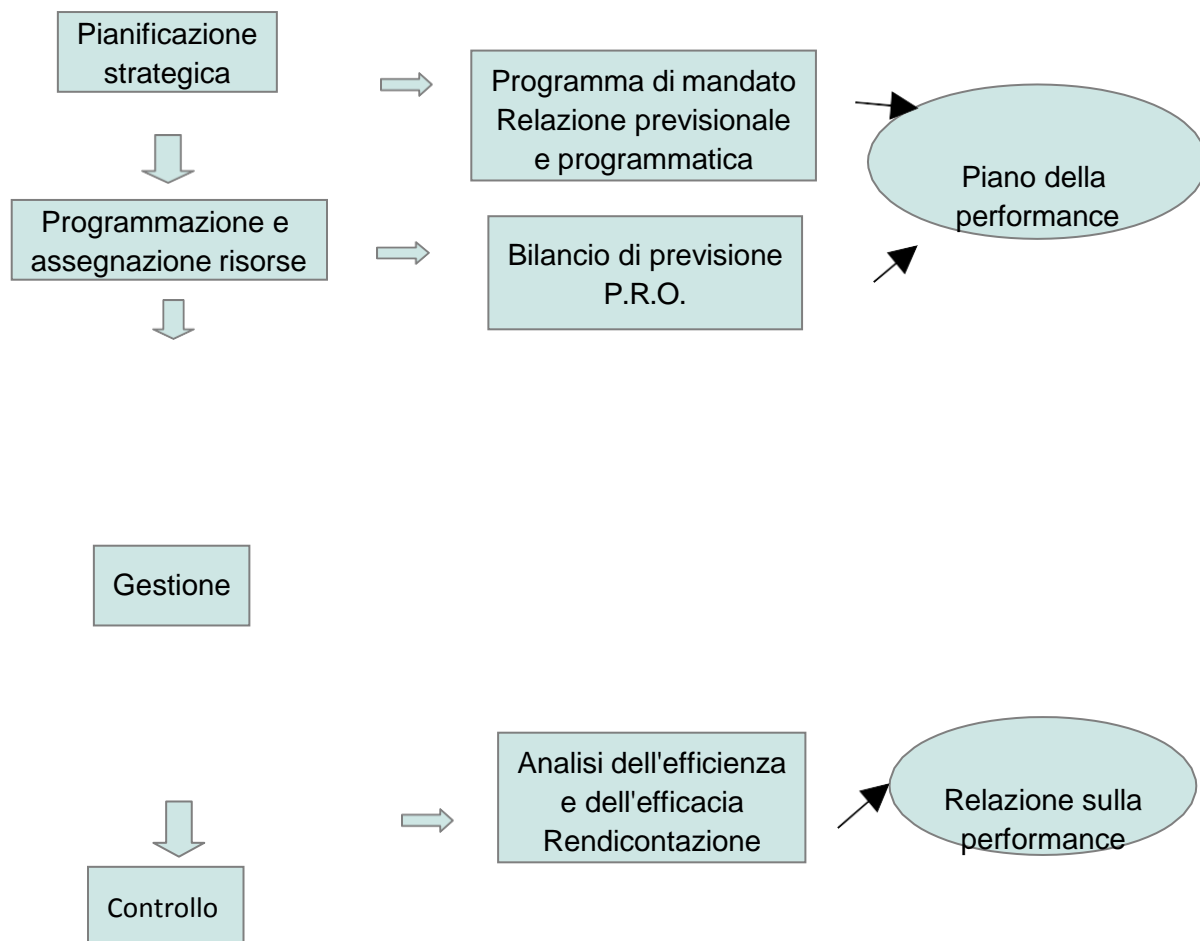 Pianificazione
strategica
Programma di mandato
Relazione previsionale
e programmatica
Piano della
performance
Programmazione e
assegnazione risorse
Bilancio di previsione
P.R.O.
Gestione
Analisi dell'efficienza
e dell'efficacia
Rendicontazione
Relazione sulla
performance
Controllo